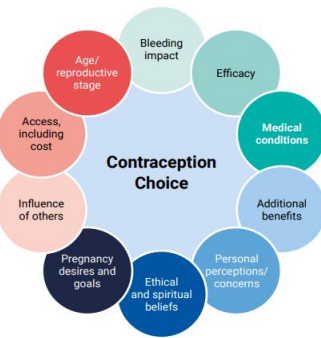 Contraception
Choice
Bleeding
impact
Efficacy
Medical
conditions
Additional
benefits
Personal
perceptions/
concerns
Ethical
and spiritual
beliefs
Pregnancy
desires and
goals
Influence
of others
Access,
including
cost
Age/
reproductive
stage